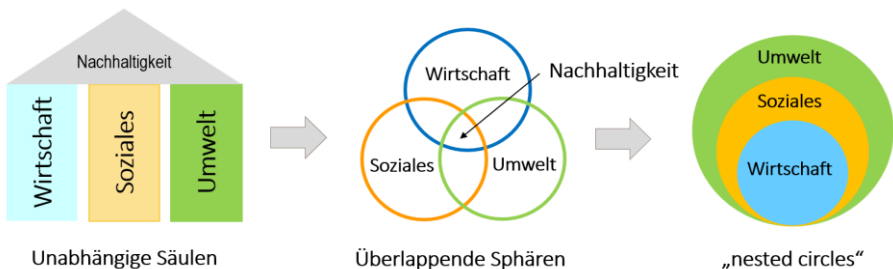 Nachhaltigkeit
Wirtschaft
Soziales
Umwelt
Unabhängige Säulen
Wirtschaft
Nachhaltigkeit
Soziales
Umwelt
Überlappende Sphären
Umwelt
Soziales
Wirtschaft
„nested circles“